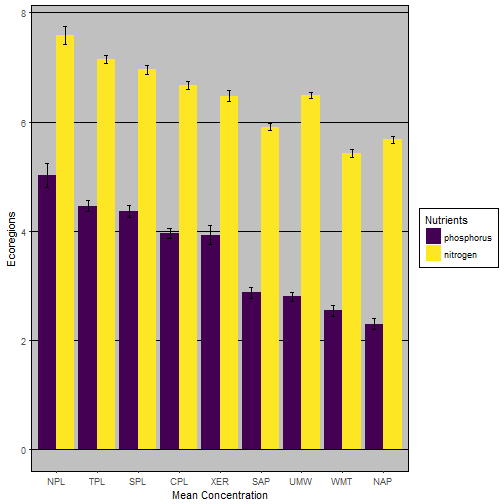 8
6
4
2
0
Ecoregions
NPL TPL SPL CPL XER SAP UMW WMT NAP
Mean Concentration
Nutrients
phosphorus
nitrogen